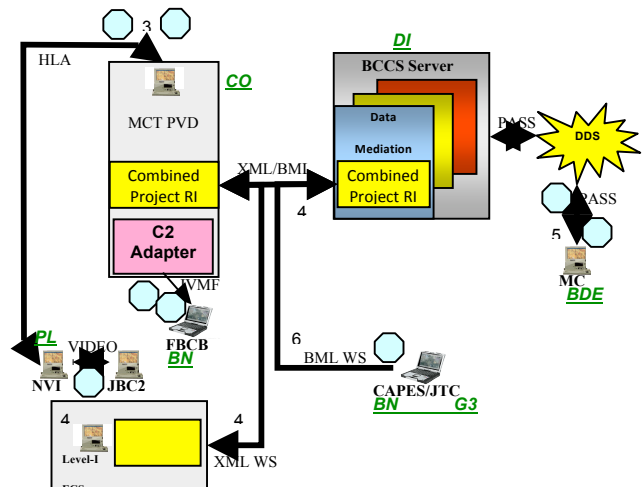 3
HLA
CO
DI
BCCS Server
MCT PVD
Data
Mediation
PASS
DDS
Combined
Project RI
XML/BML
Combined
Project RI
4
PASS
C2
Adapter
5
MC
BDE
JVMF
FBCB
BN
PL
VIDEO
NVI
JBC2
6
BML WS
CAPES/JTC
BN
G3
4
4
Level-I
XML WS